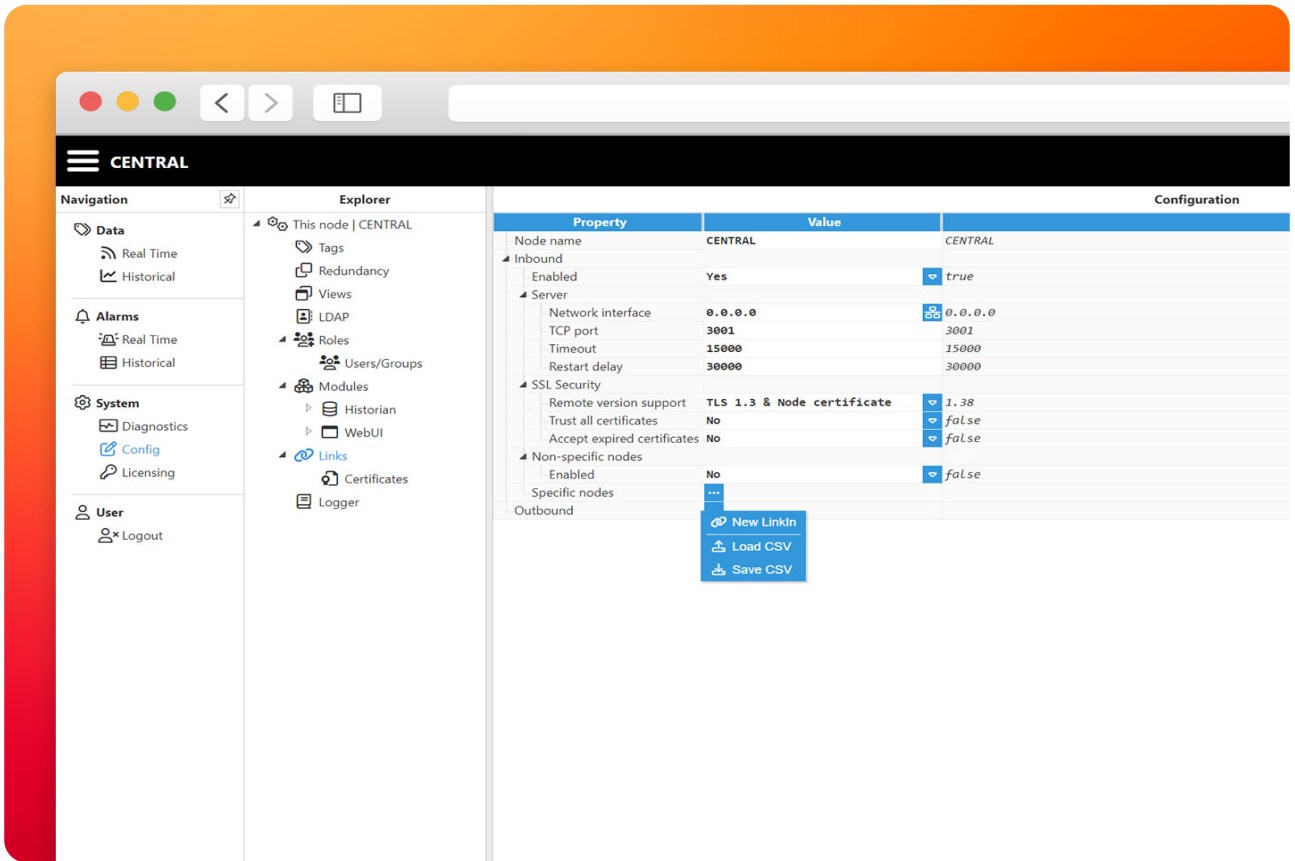 CENTRAL
Navigation
Data
Real Time
Historical
Alarms
Real Time
Historical
System
Diagnostics
Config
Licensing
User
Logout
Explorer
This node | CENTRAL
Tags
Redundancy
Views
LDAP
Roles
Users/Groups
Modules
Historian
WebUI
Links
Certificates
Logger
Configuration
Property Value
Node name CENTRAL CENTRAL
Inbound
Enabled Yes true
Server
Network interface 0.0.0.0 0.0.0.0
TCP port 3001 3001
Timeout 15000 15000
Restart delay 30000 30000
SSL Security
Remote version support TLS 1.3 & Node certificate 1.38
Trust all certificates No false
Accept expired certificates No false
Non-specific nodes
Enabled No false
Specific nodes
Outbound
New LinkIn
Load CSV
Save CSV